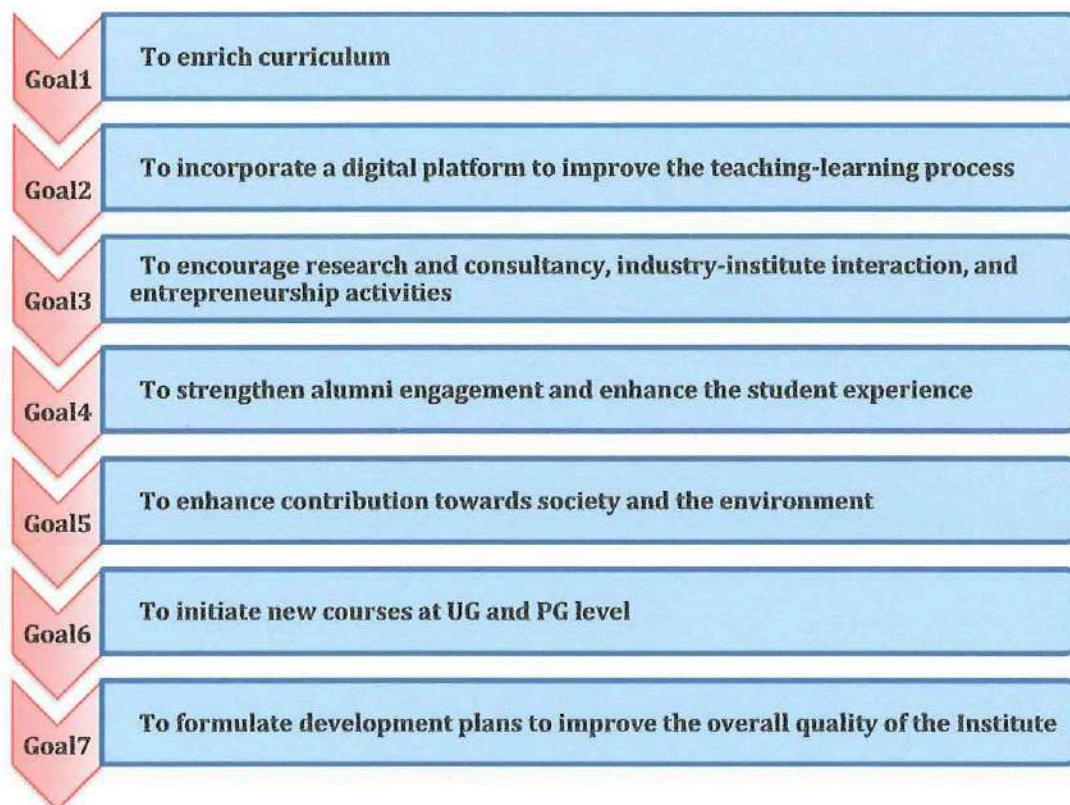 Goal1
To enrich curriculum
Goal2
To incorporate a digital platform to improve the teaching-learning process
Goal3
To encourage research and consultancy, industry-institute interaction, and
entrepreneurship activities
Goal4
To strengthen alumni engagement and enhance the student experience
Goal5
To enhance contribution towards society and the environment
Goal6
To initiate new courses at UG and PG level
Goal7
To formulate development plans to improve the overall quality of the Institute